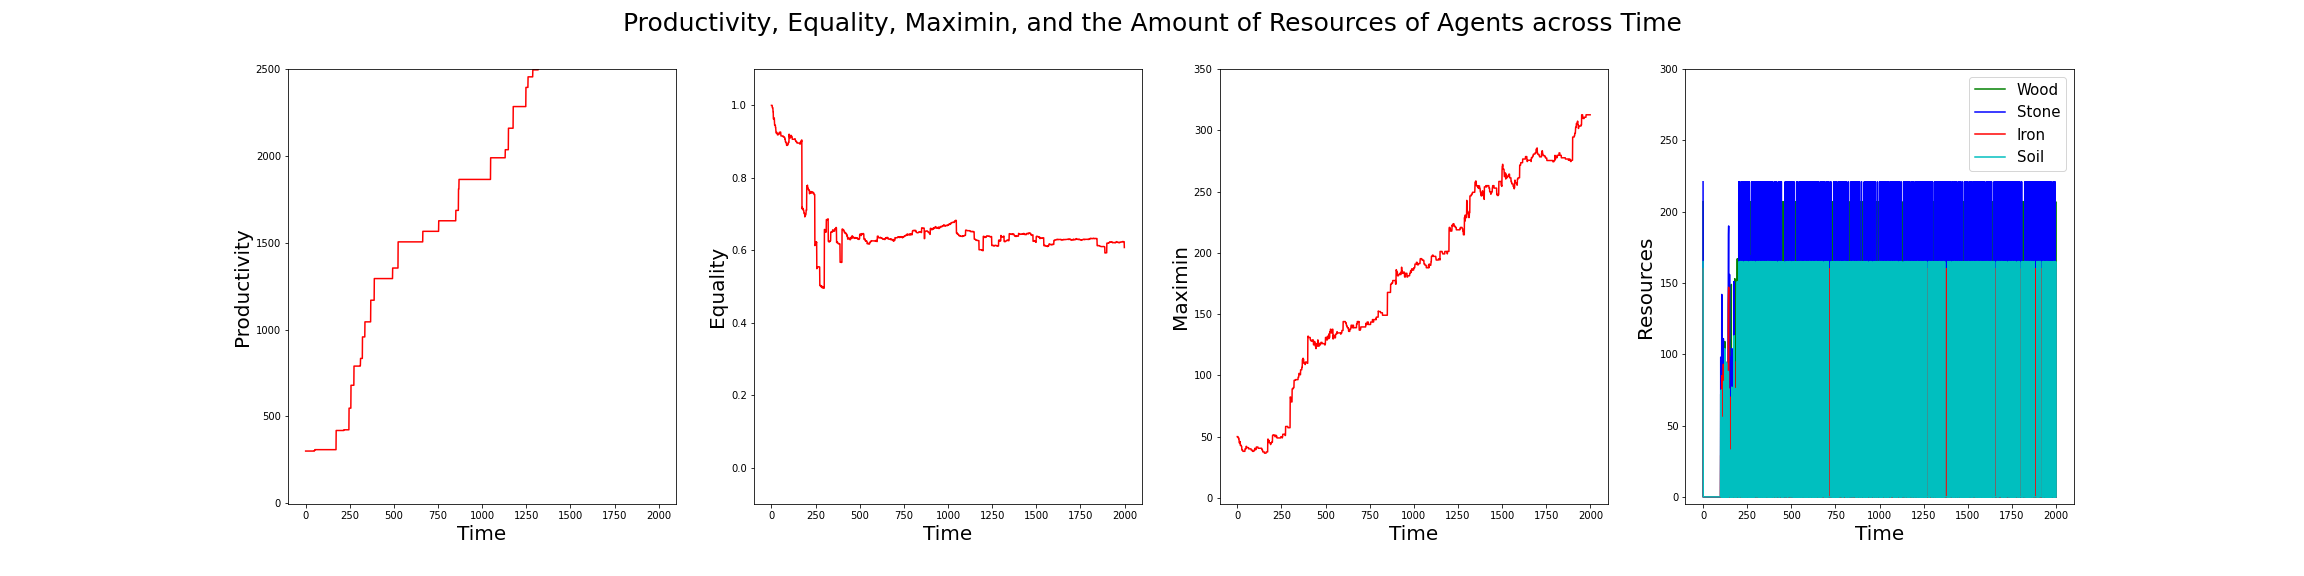 Productivity, Equality, Maximin, and the Amount of Resources of Agents across Time
Productivity
2500
2000
1500
1000
500
0
0 250 500 750 1000 1250 1500 1750 2000
Time
Equality
1.0
0.8
0.6
0.4
0.2
0.0
0 250 500 750 1000 1250 1500 1750 2000
Time
Maximin
350
300
250
200
150
100
50
0
0 250 500 750 1000 1250 1500 1750 2000
Time
Resources
300
250
200
150
100
50
0
0 250 500 750 1000 1250 1500 1750 2000
Time
Wood
Stone
Iron
Soil